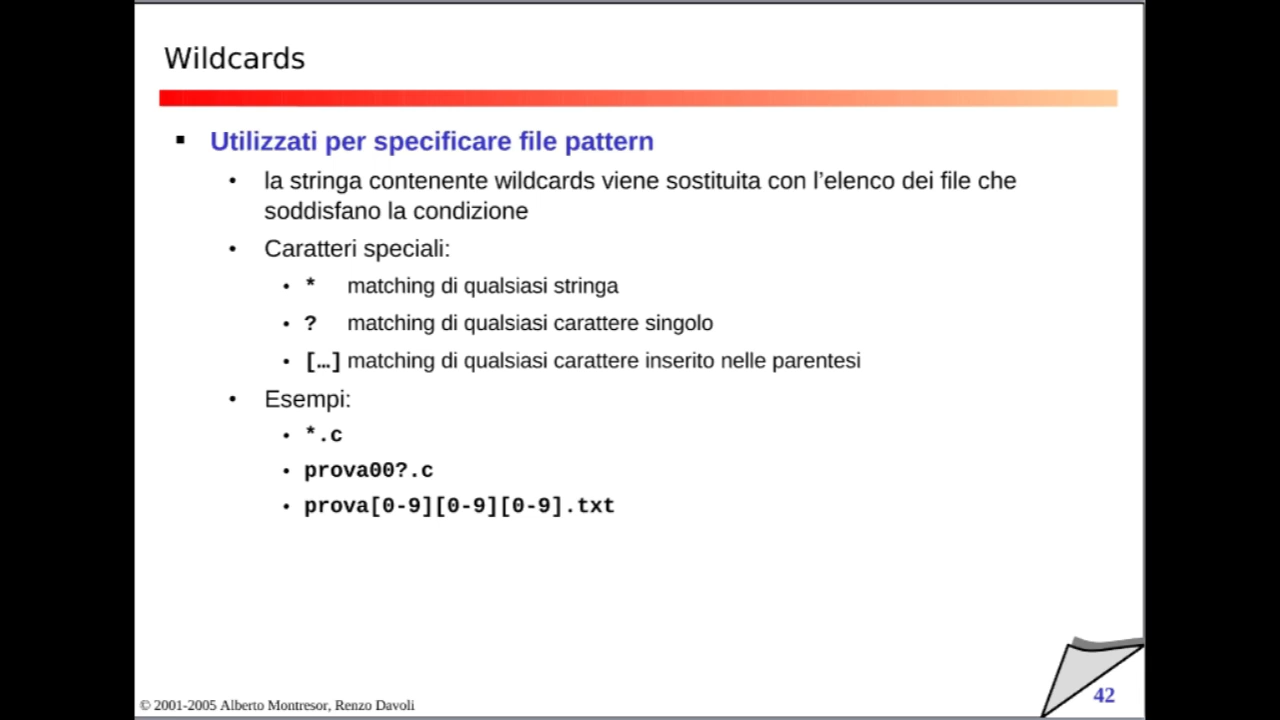 Wildcards
Utilizzati per specificare file pattern
la stringa contenente wildcards viene sostituita con l’elenco dei file che
soddisfano la condizione
Caratteri speciali:
* matching di qualsiasi stringa
? matching di qualsiasi carattere singolo
[…] matching di qualsiasi carattere inserito nelle parentesi
Esempi:
*.c
prova00?.c
prova[0-9][0-9][0-9].txt
© 2001-2005 Alberto Montresor, Renzo Davoli
42